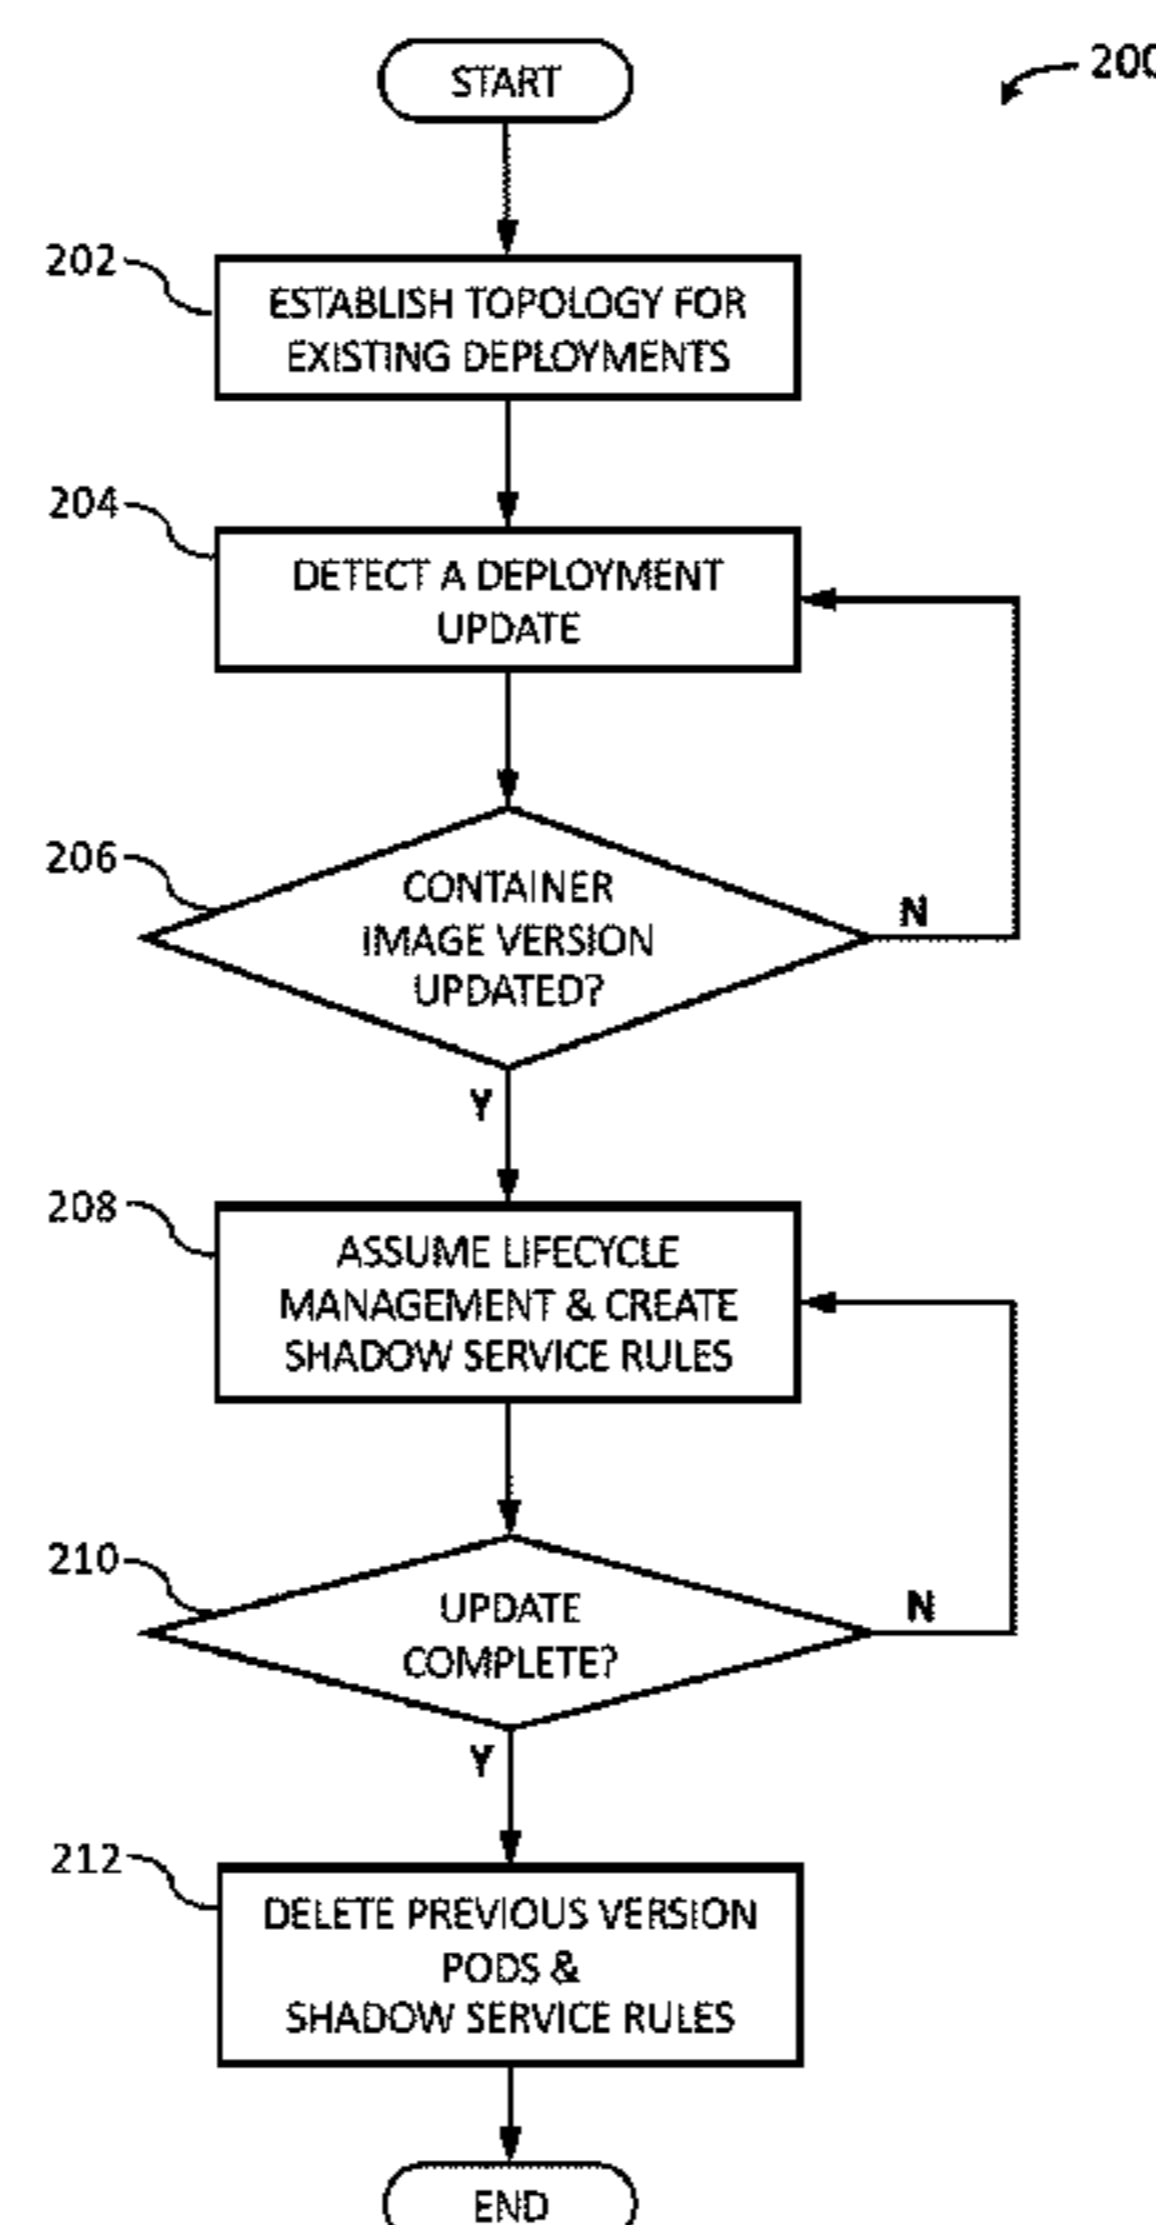 START
200
202
ESTABLISH TOPOLOGY FOR
EXISTING DEPLOYMENTS
204
DETECT A DEPLOYMENT
UPDATE
206
CONTAINER
IMAGE VERSION
UPDATED?
N
Y
208
ASSUME LIFECYCLE
MANAGEMENT & CREATE
SHADOW SERVICE RULES
210
UPDATE
COMPLETE?
N
Y
212
DELETE PREVIOUS VERSION
PODS &
SHADOW SERVICE RULES
END